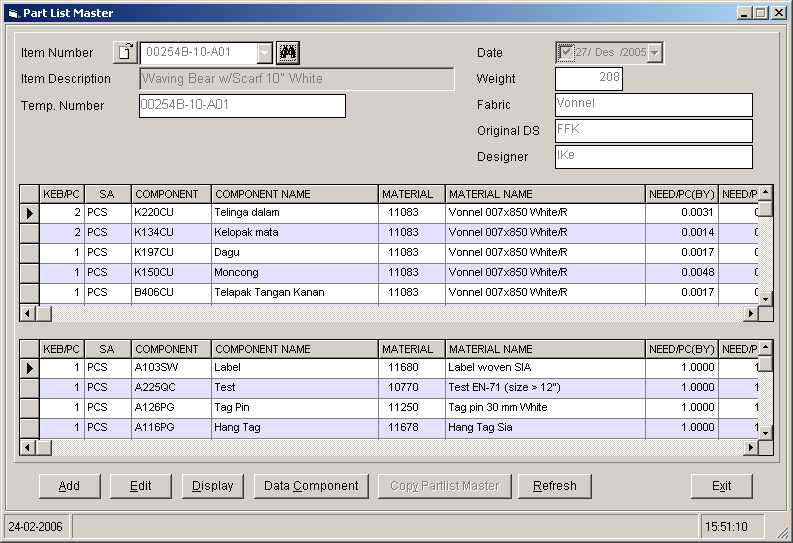 Part List Master
Item Number 00254B-10-A01
Date 27/ Des /2005
Item Description Waving Bear w/Scarf 10" White
Weight 208
Temp. Number 00254B-10-A01
Fabric Vonnel
Original DS FFK
Designer IKe
KEB/PC SA COMPONENT COMPONENT NAME MATERIAL MATERIAL NAME NEED/PC(BY) NEED/P
2 PCS K220CU Telinga dalam 11083 Vonnel 007x850 White/R 0.0031
2 PCS K134CU Kelopak mata 11083 Vonnel 007x850 White/R 0.0014
1 PCS K197CU Dagu 11083 Vonnel 007x850 White/R 0.0017
1 PCS K150CU Moncong 11083 Vonnel 007x850 White/R 0.0048
1 PCS B406CU Telapak Tangan Kanan 11083 Vonnel 007x850 White/R 0.0017
KEB/PC SA COMPONENT COMPONENT NAME MATERIAL MATERIAL NAME NEED/PC(BY) NEED/P
1 PCS A103SW Label 11680 Label woven SIA 1.0000
1 PCS A225QC Test 10770 Test EN-71 (size > 12") 1.0000
1 PCS A126PG Tag Pin 11250 Tag pin 30 mm White 1.0000
1 PCS A116PG Hang Tag 11678 Hang Tag Sia 1.0000
Add Edit Display Data Component Copy Partlist Master Refresh Exit
24-02-2006 15:51:10